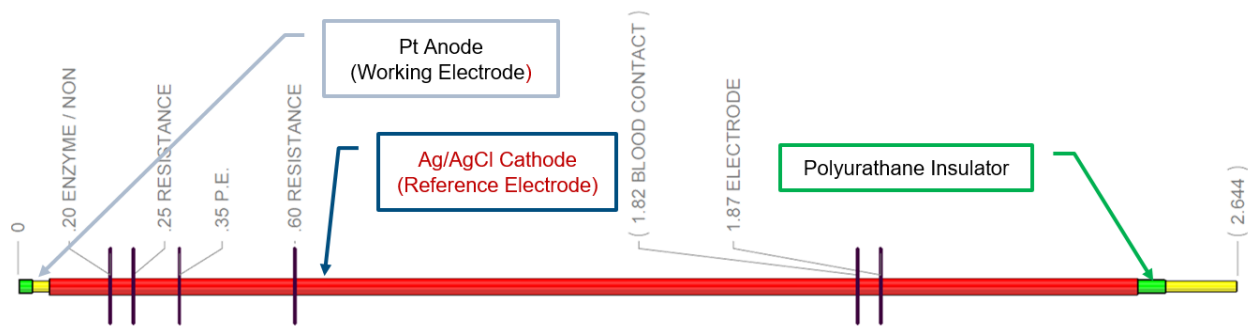 Pt Anode
(Working Electrode)
Ag/AgCl Cathode
(Reference Electrode)
Polyurathane Insulator
0
.20 ENZYME / NON
.25 RESISTANCE
.35 P.E.
.60 RESISTANCE
( 1.82 BLOOD CONTACT )
1.87 ELECTRODE
( 2.644 )